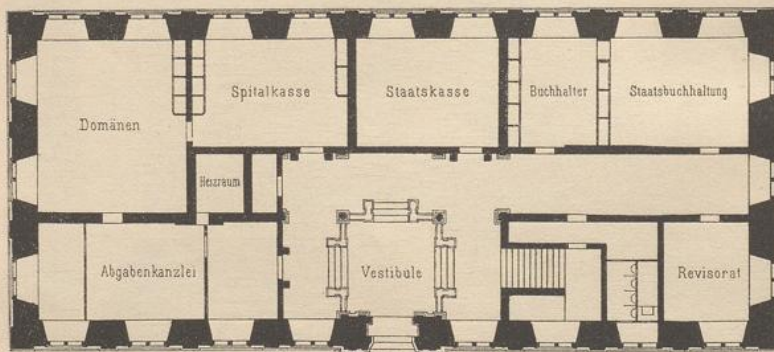 Spitalkasse
Staatskasse
Buchhalter
Staatsbuchhaltung
Domänen
Heizraum
Abgabenkanzlei
Vestibule
Revisorat